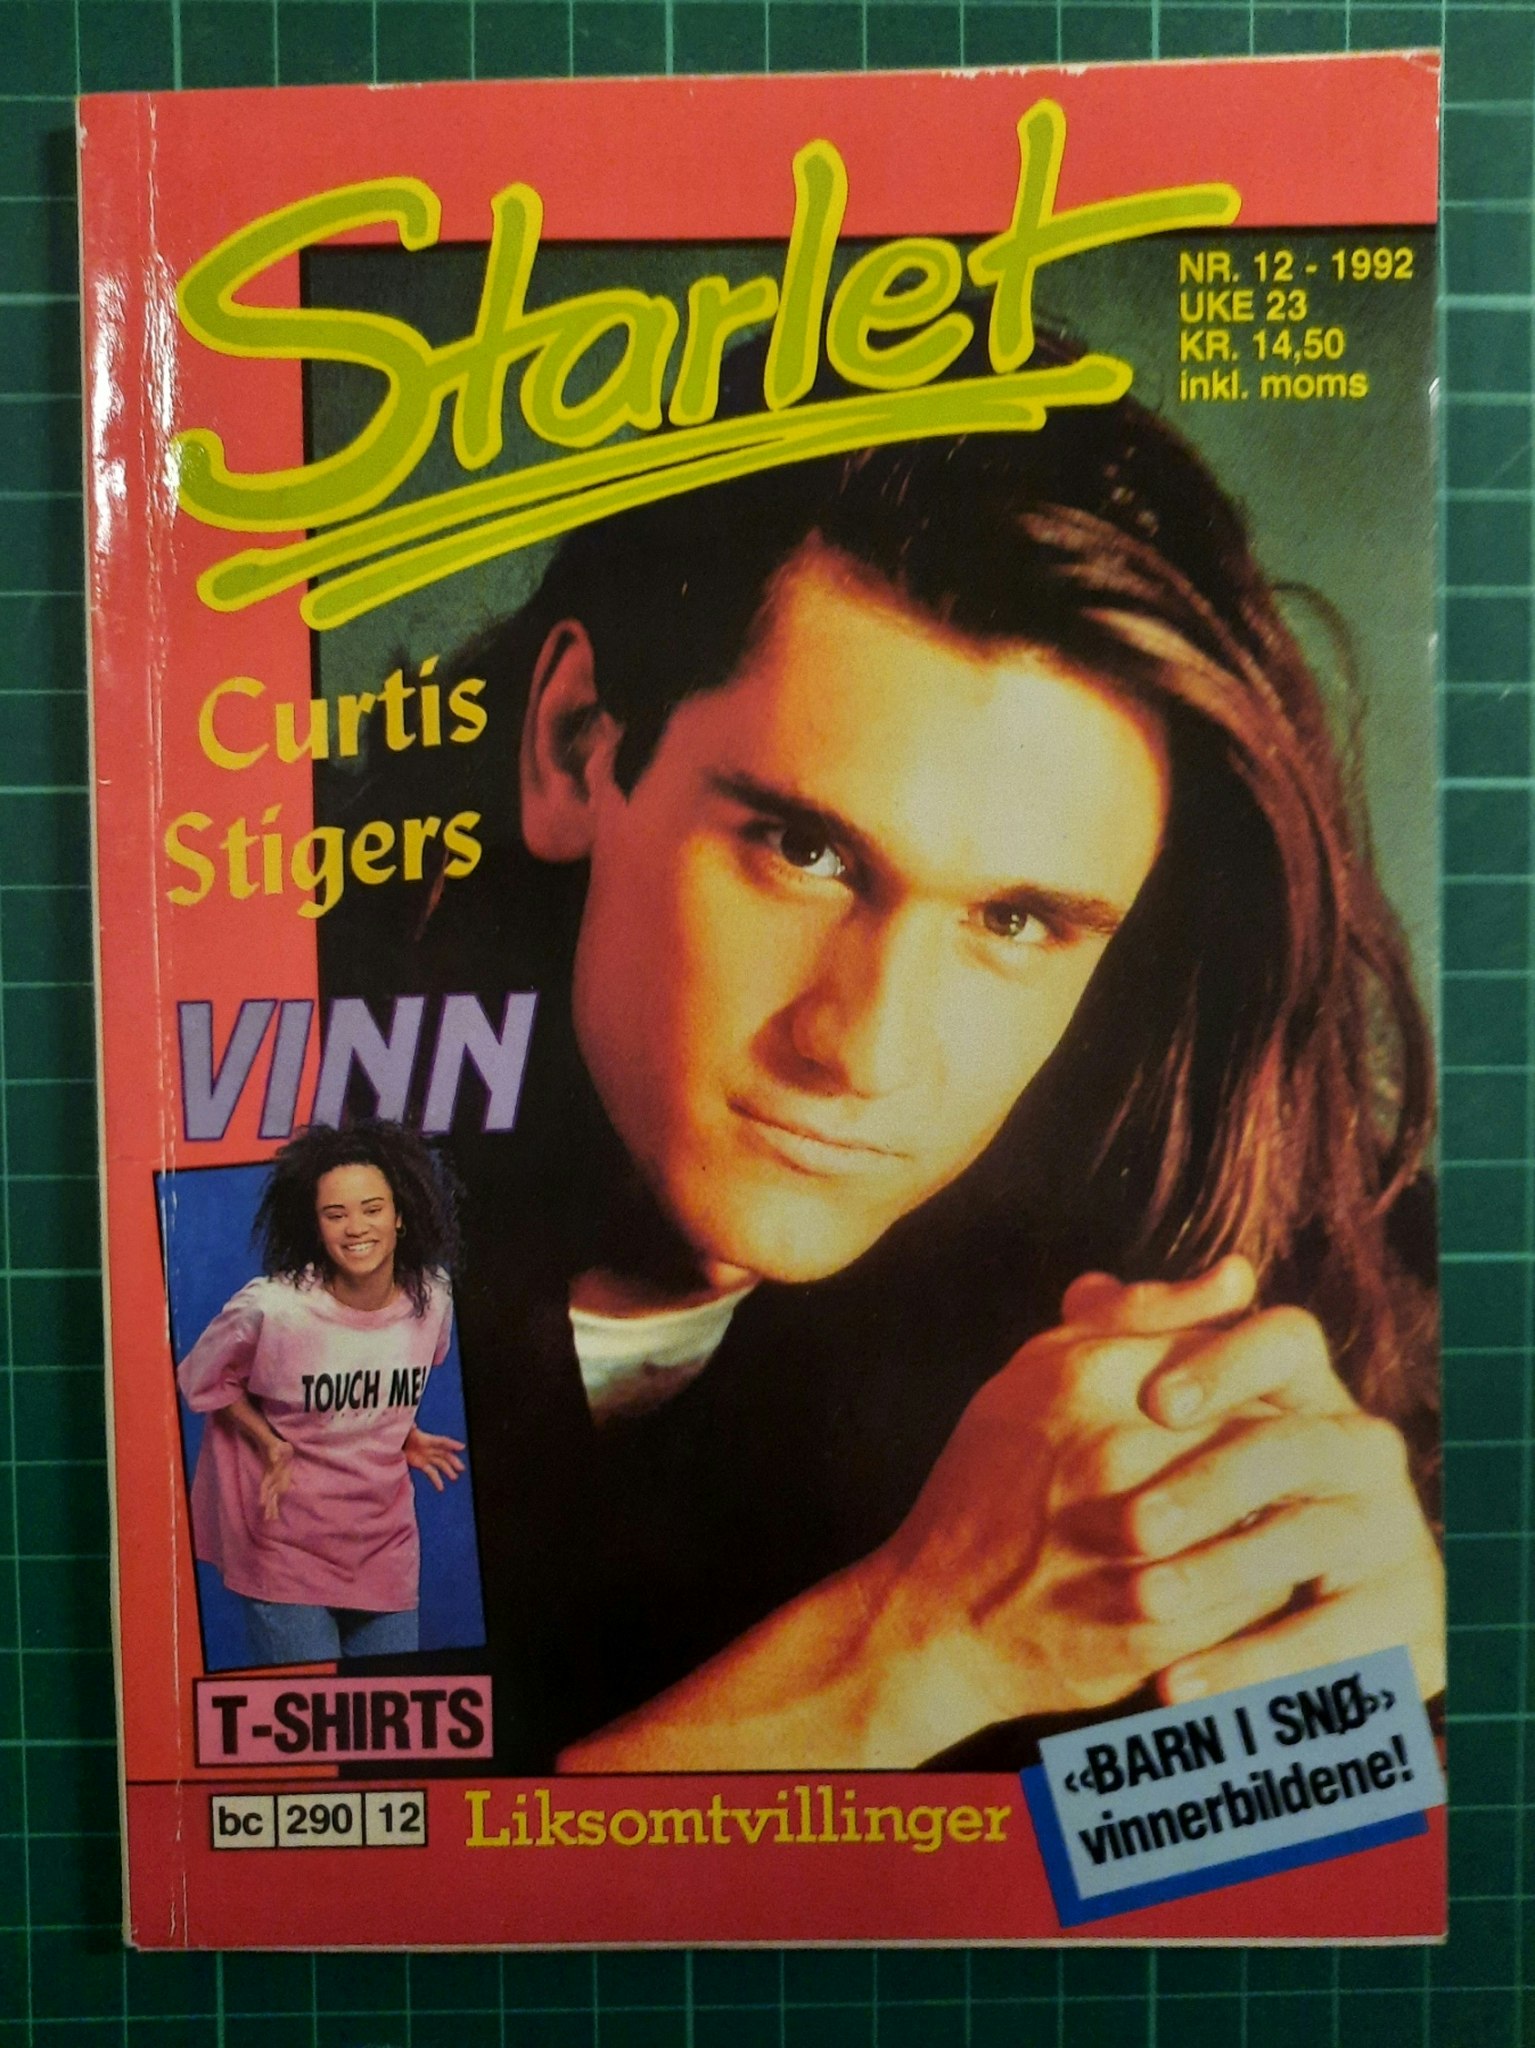 Starlet
NR. 12 - 1992
UKE 23
KR. 14,50
inkl. moms
Curtis
Stigers
VINN
TOUCH ME!
T-SHIRTS
«BARN I SNØ»
vinnerbildene!
bc 290 12
Liksomtvillinger